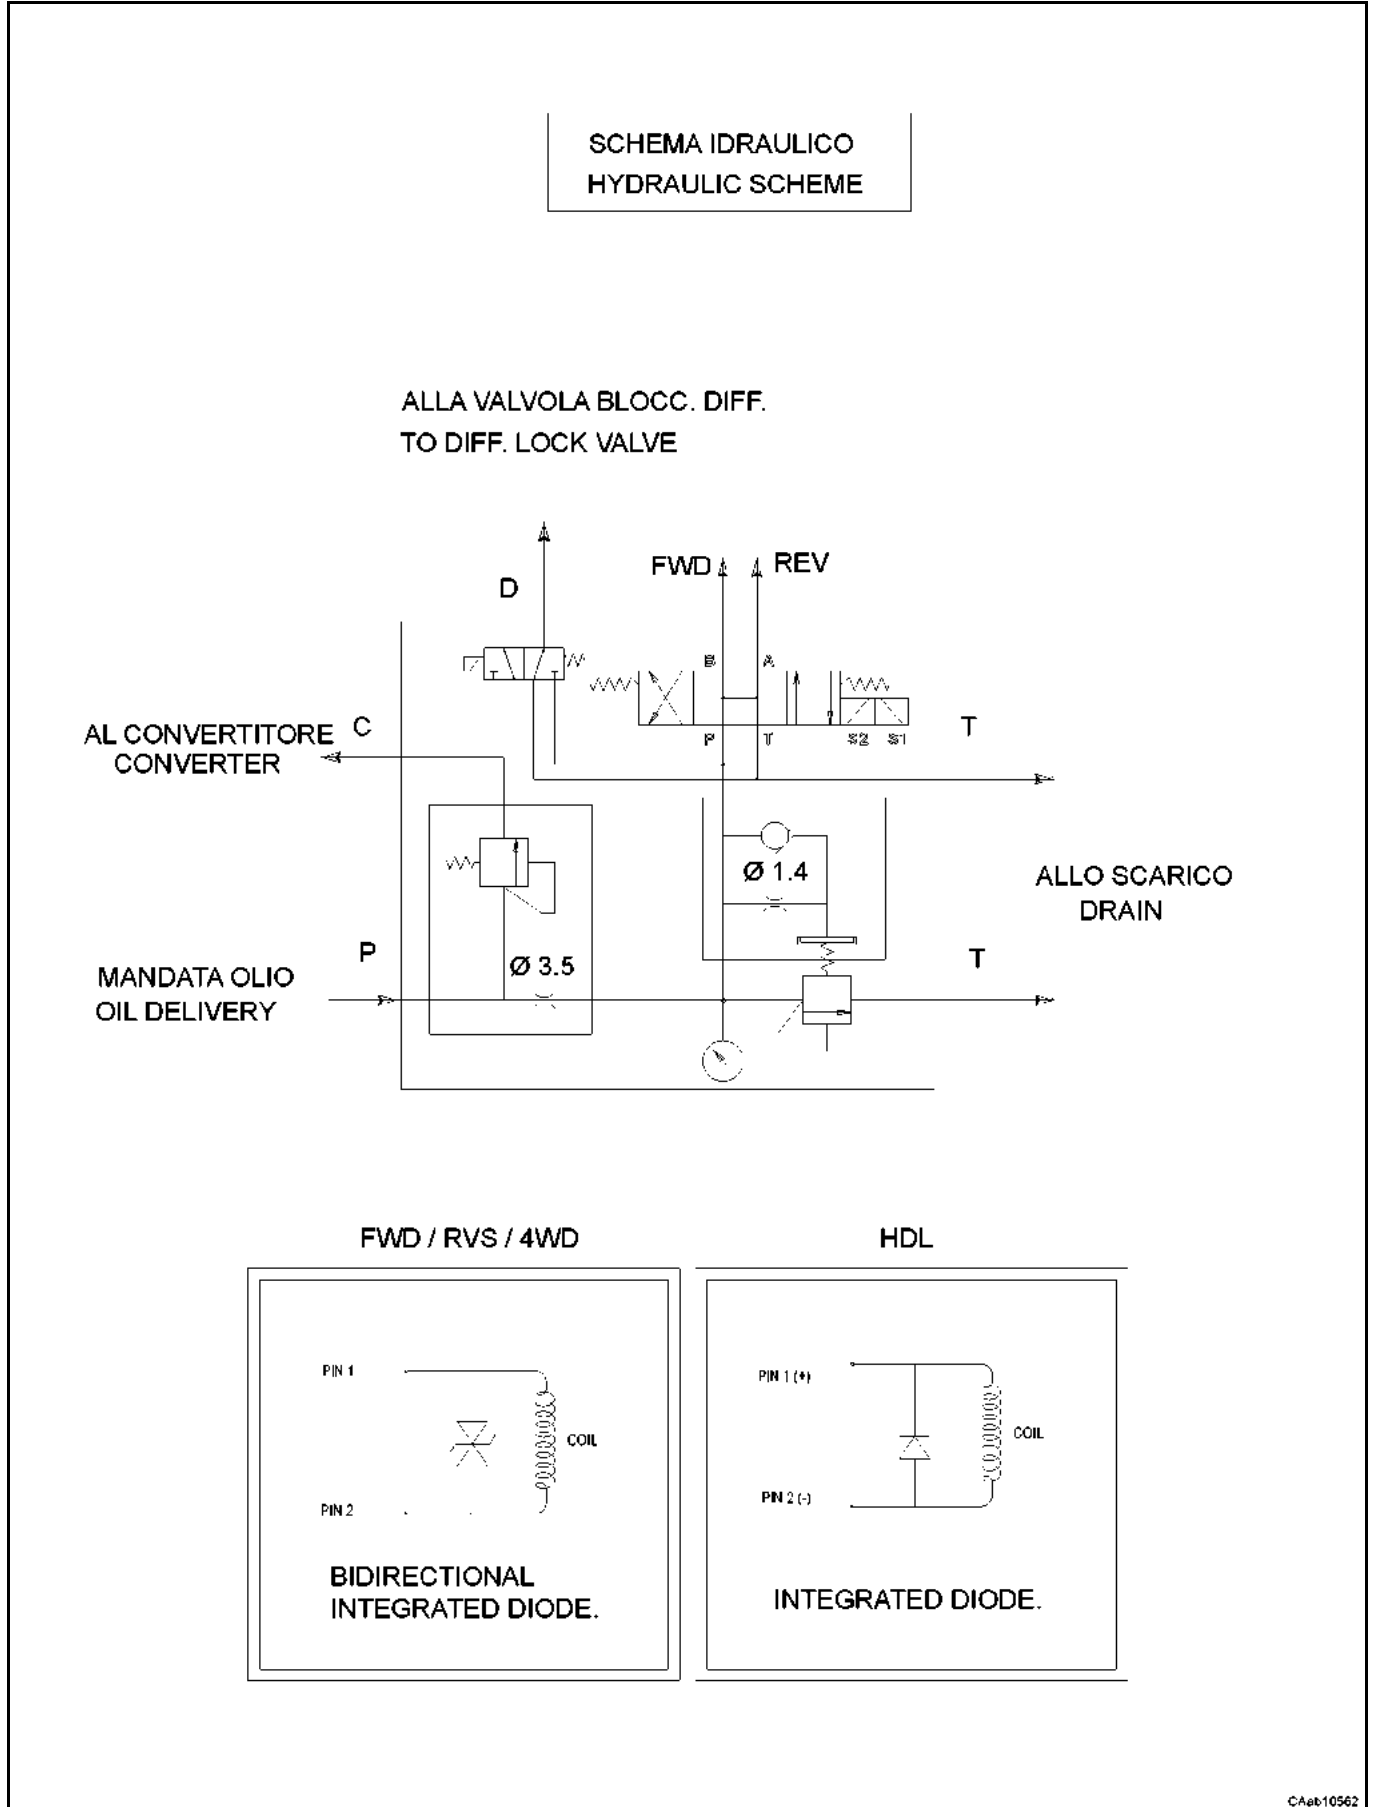 SCHEMA IDRAULICO
HYDRAULIC SCHEME
ALLA VALVOLA BLOCC. DIFF.
TO DIFF. LOCK VALVE
FWD
REV
D
B
A
AL CONVERTITORE
CONVERTER
C
P
T
S2
S1
T
Ø 1.4
ALLO SCARICO
DRAIN
P
Ø 3.5
T
MANDATA OLIO
OIL DELIVERY
FWD / RVS / 4WD
HDL
PIN 1
COIL
PIN 2
BIDIRECTIONAL
INTEGRATED DIODE.
PIN 1 (+)
COIL
PIN 2 (-)
INTEGRATED DIODE.
CAab10562